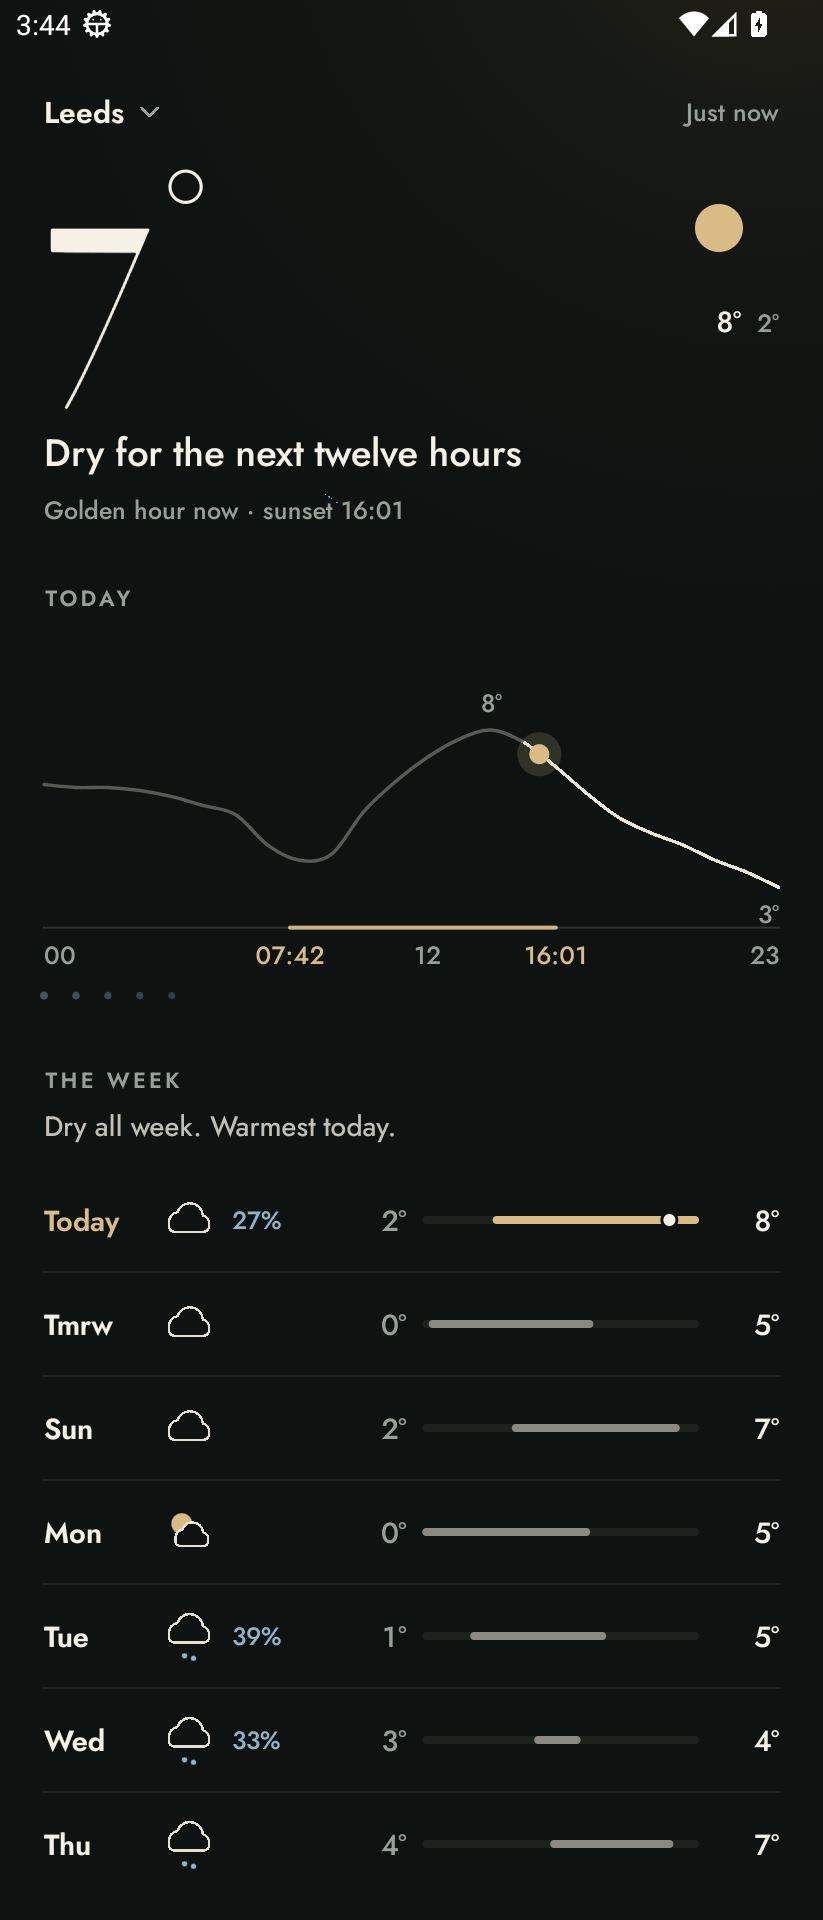 3:44
Leeds
Just now
7°
8° 2°
Dry for the next twelve hours
Golden hour now · sunset 16:01
TODAY
8°
3°
00 07:42 12 16:01 23
THE WEEK
Dry all week. Warmest today.
Today 27% 2° 8°
Tmrw 0° 5°
Sun 2° 7°
Mon 0° 5°
Tue 39% 1° 5°
Wed 33% 3° 4°
Thu 4° 7°